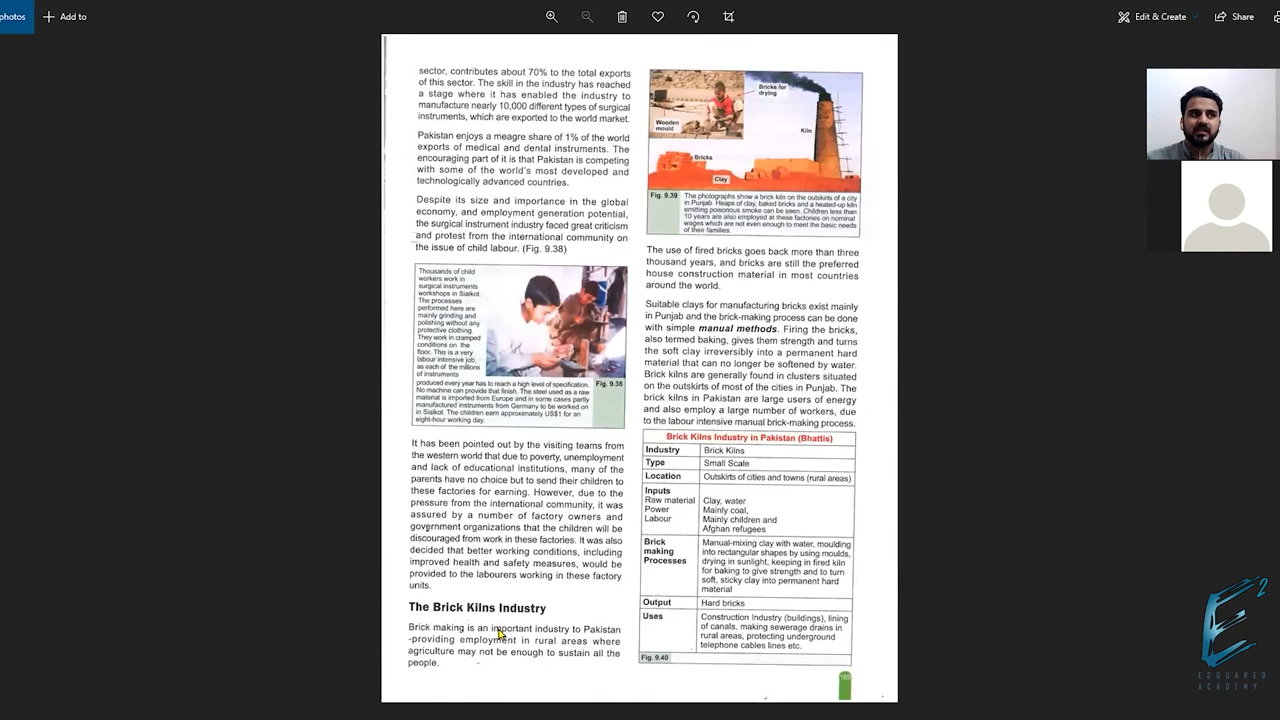 photos
Add to
Edit & Create
Share
sector, contributes about 70% to the total exports
of this sector. The skill in the industry has reached
a stage where it has enabled the industry to
manufacture nearly 10,000 different types of surgical
instruments, which are exported to the world market.
Pakistan enjoys a meagre share of 1% of the world
exports of medical and dental instruments. The
encouraging part of it is that Pakistan is competing
with some of the world's most developed and
technologically advanced countries.
Despite its size and importance in the global
economy, and employment generation potential,
the surgical instrument industry faced great criticism
and protest from the international community on
the issue of child labour. (Fig. 9.38)
Thousands of child
workers work in
surgical instruments
workshops in Sialkot.
The processes
performed here are
mainly grinding and
polishing without any
protective clothing.
They work in cramped
conditions on the
floor. This is a very
labour intensive job,
as each of the millions
of instruments
produced every year has to reach a high level of specification.
No machine can provide that finish. The steel used as a raw
material is imported from Europe and in some cases partly
manufactured instruments from Germany to be worked on
in Sialkot. The children earn approximately US$1 for an
eight-hour working day.
Fig. 9.38
It has been pointed out by the visiting teams from
the western world that due to poverty, unemployment
and lack of educational institutions, many of the
parents have no choice but to send their children to
these factories for earning. However, due to the
pressure from the international community, it was
assured by a number of factory owners and
government organizations that the children will be
discouraged from work in these factories. It was also
decided that better working conditions, including
improved health and safety measures, would be
provided to the labourers working in these factory
units.
The Brick Kilns Industry
Brick making is an important industry to Pakistan
-providing employment in rural areas where
agriculture may not be enough to sustain all the
people.
Bricks for
drying
Wooden
mould
Kiln
Bricks
Clay
Fig. 9.39
The photographs show a brick kiln on the outskirts of a city
in Punjab. Heaps of clay, baked bricks and a heated-up kiln
emitting poisonous smoke can be seen. Children less than
10 years are also employed at these factories on nominal
wages which are not even enough to meet the basic needs
of their families.
The use of fired bricks goes back more than three
thousand years, and bricks are still the preferred
house construction material in most countries
around the world.
Suitable clays for manufacturing bricks exist mainly
in Punjab and the brick-making process can be done
with simple manual methods. Firing the bricks,
also termed baking, gives them strength and turns
the soft clay irreversibly into a permanent hard
material that can no longer be softened by water.
Brick kilns are generally found in clusters situated
on the outskirts of most of the cities in Punjab. The
brick kilns in Pakistan are large users of energy
and also employ a large number of workers, due
to the labour intensive manual brick-making process.
Brick Kilns Industry in Pakistan (Bhattis)
Industry Brick Kilns
Type Small Scale
Location Outskirts of cities and towns (rural areas)
Inputs
Raw material Clay, water
Power Mainly coal,
Labour Mainly children and
Afghan refugees
Brick Manual-mixing clay with water, moulding
making into rectangular shapes by using moulds,
Processes drying in sunlight, keeping in fired kiln
for baking to give strength and to turn
soft, sticky clay into permanent hard
material
Output Hard bricks
Uses Construction Industry (buildings), lining
of canals, making sewerage drains in
rural areas, protecting underground
telephone cables lines etc.
Fig. 9.40
169
E2
ESQUARED
ACADEMY